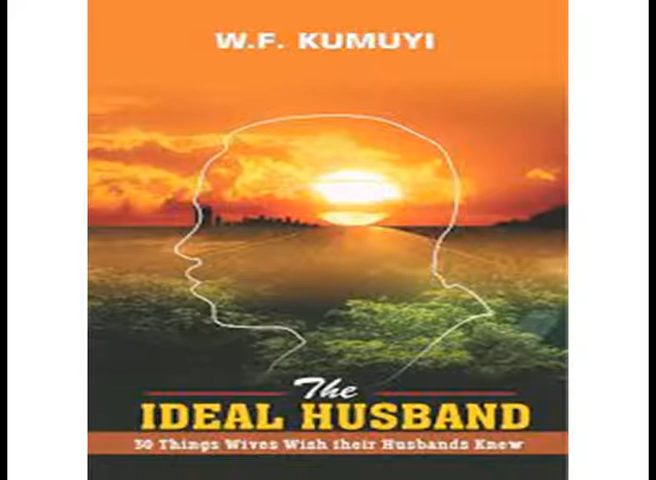 W.F. KUMUYI
The
IDEAL HUSBAND
30 Things Wives Wish their Husbands Knew